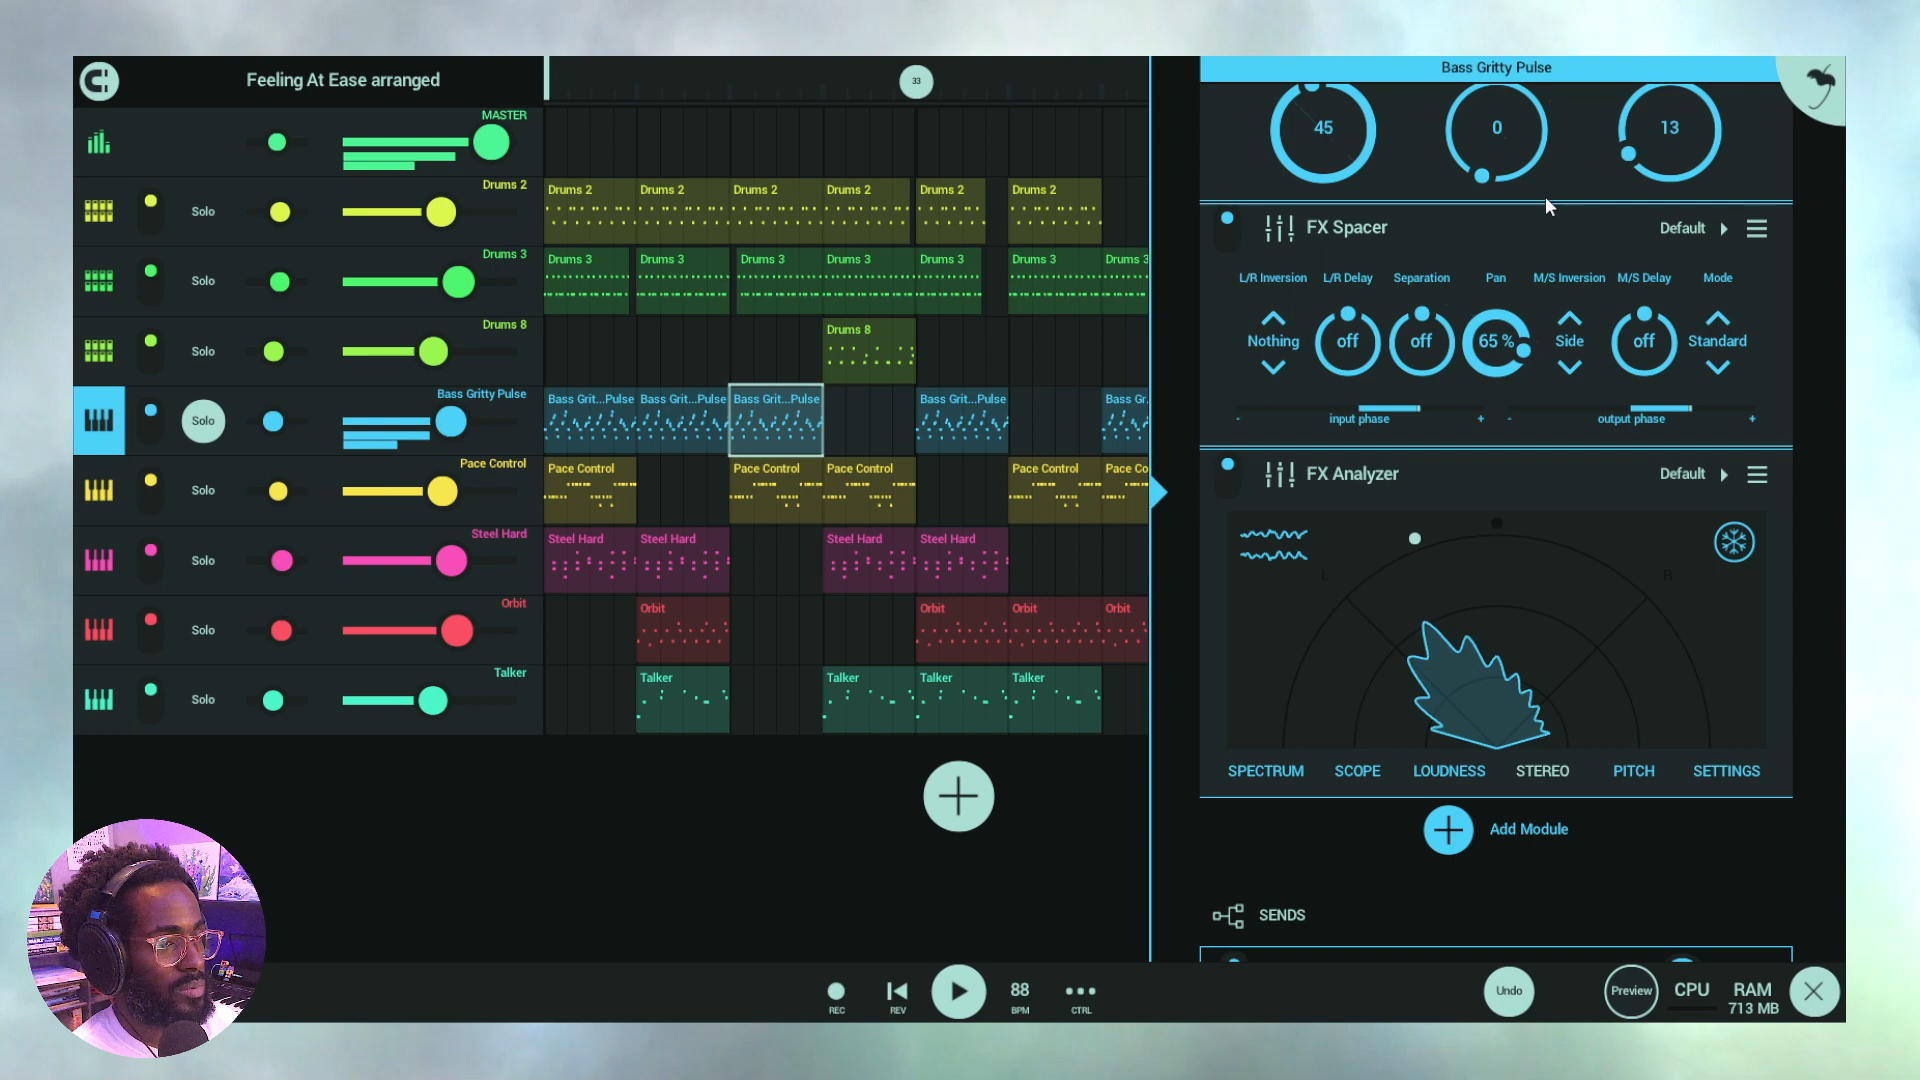 Feeling At Ease arranged
33
Bass Gritty Pulse
45
0
13
MASTER
Drums 2
Solo
Drums 2
Drums 2
Drums 2
Drums 2
Drums 2
Drums 2
Drums 3
Solo
Drums 3
Drums 3
Drums 3
Drums 3
Drums 3
Drums 3
Drums 3
Drums 8
Solo
Drums 8
Bass Gritty Pulse
Solo
Bass Grit...Pulse
Bass Grit...Pulse
Bass Grit...Pulse
Bass Grit...Pulse
Bass Gr.
Pace Control
Solo
Pace Control
Pace Control
Pace Control
Pace Control
Pace Co
Steel Hard
Solo
Steel Hard
Steel Hard
Steel Hard
Steel Hard
Orbit
Solo
Orbit
Orbit
Orbit
Orbit
Talker
Solo
Talker
Talker
Talker
Talker
FX Spacer
Default
L/R Inversion
L/R Delay
Separation
Pan
M/S Inversion
M/S Delay
Mode
Nothing
off
off
65 %
Side
off
Standard
-
input phase
+
-
output phase
+
FX Analyzer
Default
L
R
SPECTRUM
SCOPE
LOUDNESS
STEREO
PITCH
SETTINGS
Add Module
SENDS
REC
REV
88
BPM
CTRL
Undo
Preview
CPU
RAM
713 MB